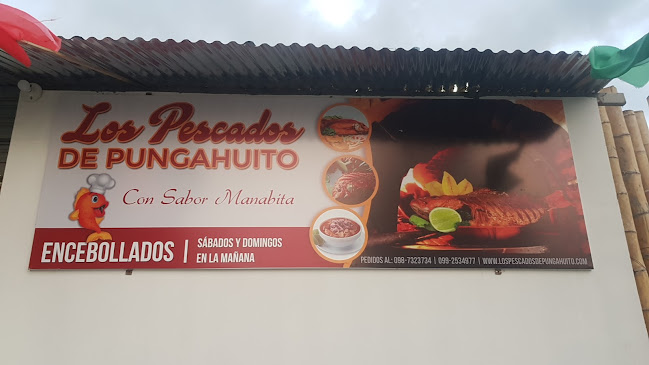 Los Pescados
DE PUNGAHUITO
Con Sabor Manabita
ENCEBOLLADOS | SÁBADOS Y DOMINGOS
EN LA MAÑANA
PEDIDOS AL: 098-7323734 | 099-2534977 | WWW.LOSPESCADOSDEPUNGAHUITO.COM